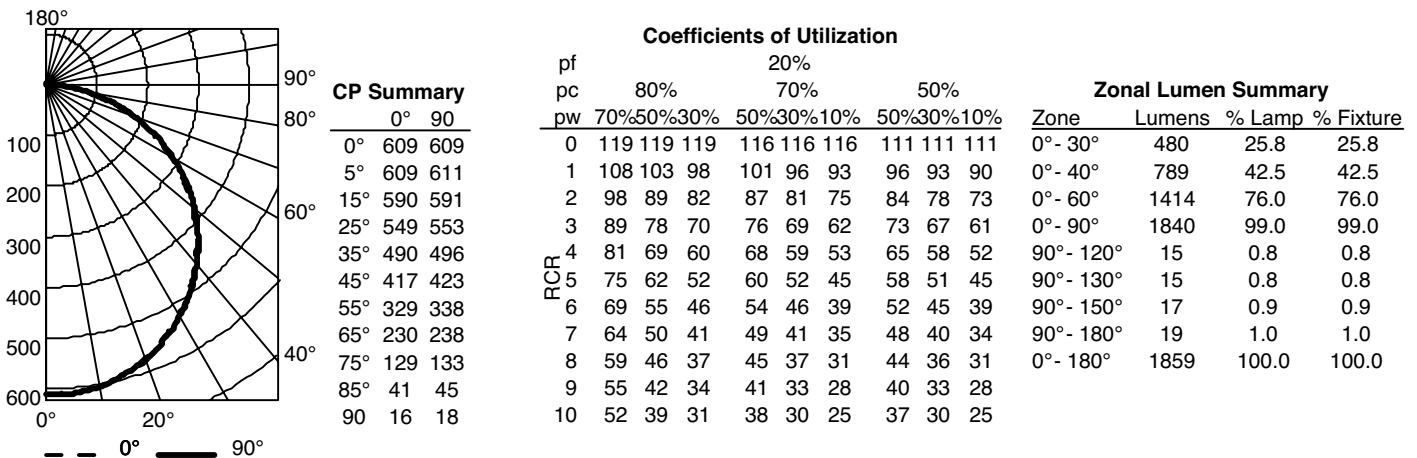 180°
90°
80°
60°
40°
100
200
300
400
500
600
0° 20°
0° 90°
CP Summary
0° 90
0° 609 609
5° 609 611
15° 590 591
25° 549 553
35° 490 496
45° 417 423
55° 329 338
65° 230 238
75° 129 133
85° 41 45
90 16 18
Coefficients of Utilization
pf 20%
pc 80% 70% 50%
pw 70%50%30% 50%30%10% 50%30%10%
RCR
0 119 119 119 116 116 116 111 111 111
1 108 103 98 101 96 93 96 93 90
2 98 89 82 87 81 75 84 78 73
3 89 78 70 76 69 62 73 67 61
4 81 69 60 68 59 53 65 58 52
5 75 62 52 60 52 45 58 51 45
6 69 55 46 54 46 39 52 45 39
7 64 50 41 49 41 35 48 40 34
8 59 46 37 45 37 31 44 36 31
9 55 42 34 41 33 28 40 33 28
10 52 39 31 38 30 25 37 30 25
Zonal Lumen Summary
Zone Lumens % Lamp % Fixture
0°- 30° 480 25.8 25.8
0°- 40° 789 42.5 42.5
0°- 60° 1414 76.0 76.0
0°- 90° 1840 99.0 99.0
90°- 120° 15 0.8 0.8
90°- 130° 15 0.8 0.8
90°- 150° 17 0.9 0.9
90°- 180° 19 1.0 1.0
0°- 180° 1859 100.0 100.0